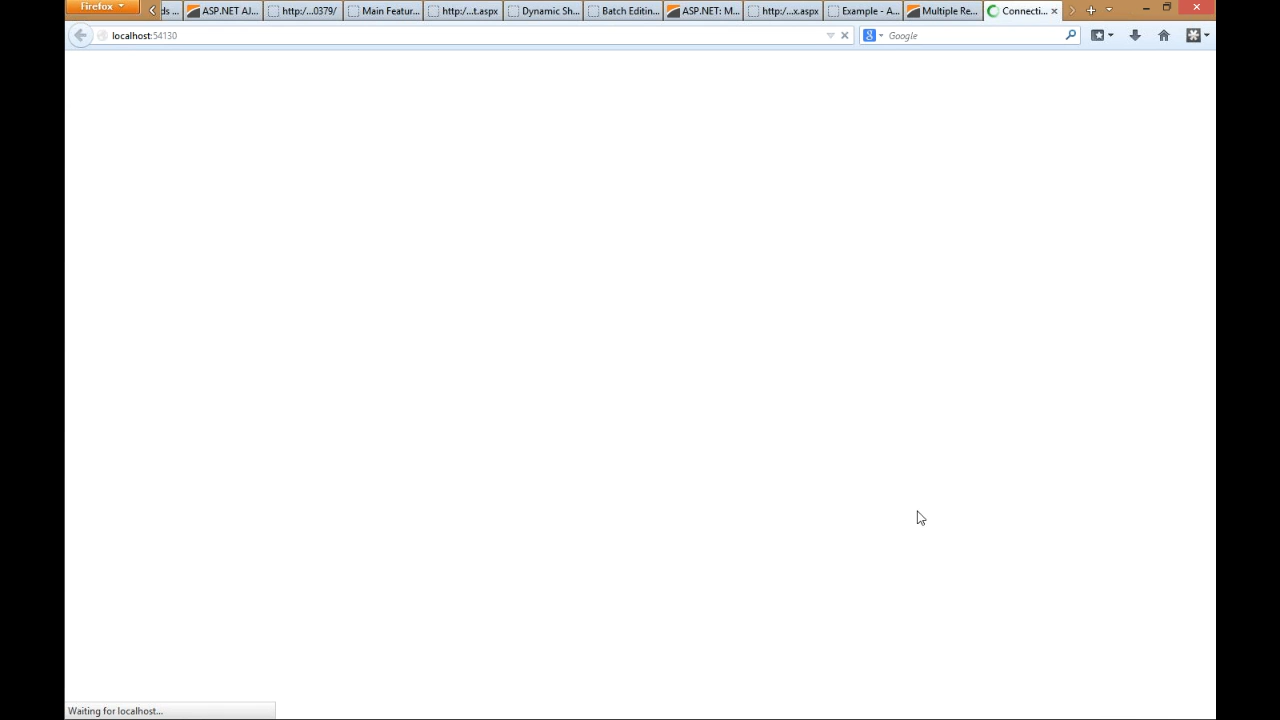 Firefox
ds ...
ASP.NET AJ...
http:/...0379/
Main Featur...
http:/...t.aspx
Dynamic Sh...
Batch Editin...
ASP.NET: M...
http:/...x.aspx
Example - A...
Multiple Re...
Connecti...
localhost:54130
Google
Waiting for localhost...